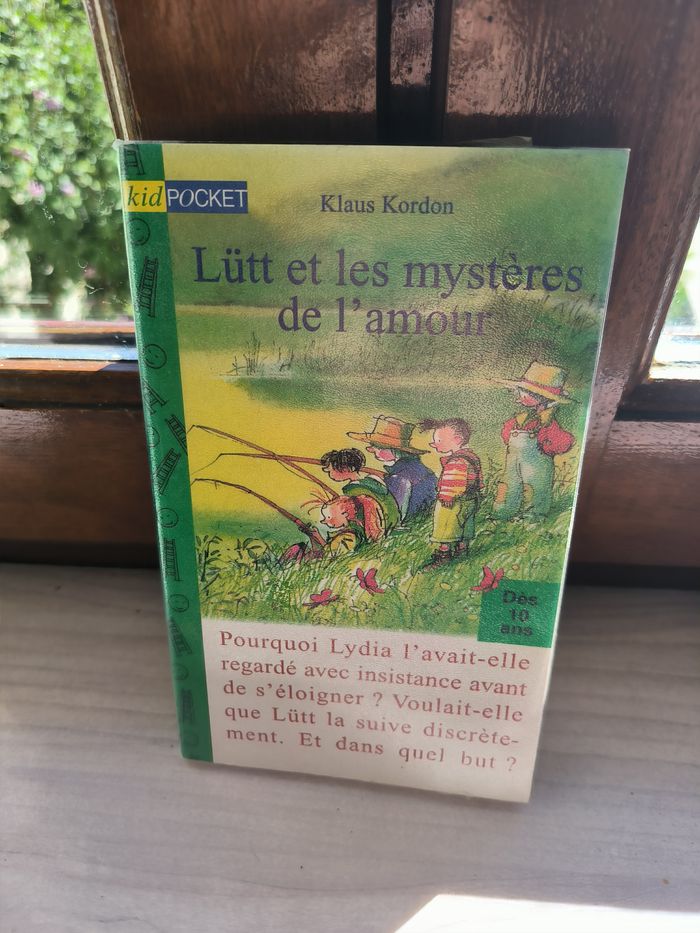 kid POCKET
Klaus Kordon
Lütt et les mystères
de l'amour
Dès
10
ans
Pourquoi Lydia l'avait-elle
regardé avec insistance avant
de s'éloigner ? Voulait-elle
que Lütt la suive discrète-
ment. Et dans quel but ?